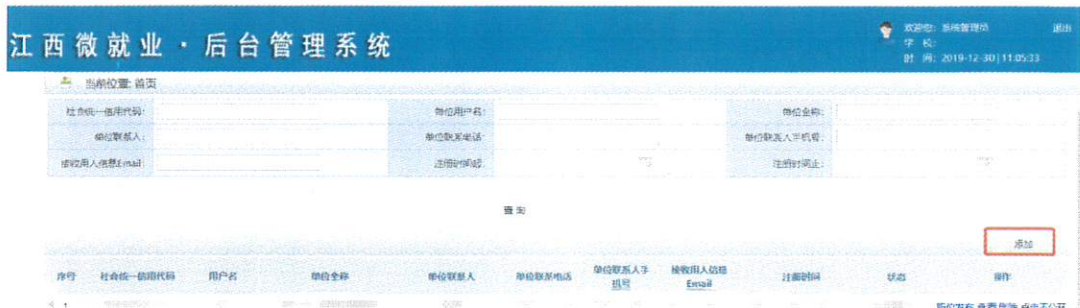 江西微就业·后台管理系统
欢迎您: 系统管理员 退出
学 校:
时 间: 2019-12-30|11:05:33
当前位置: 首页
社会统一信用代码: 单位用户名: 单位全称:
单位联系人: 单位联系电话: 单位联系人手机号:
接收用人信息Email: 注册时间起: 注册时间止:
查 询
添加
序号 社会统一信用代码 用户名 单位全称 单位联系人 单位联系电话 单位联系人手机号 接收用人信息Email 注册时间 状态 操作
1 职位发布 查看